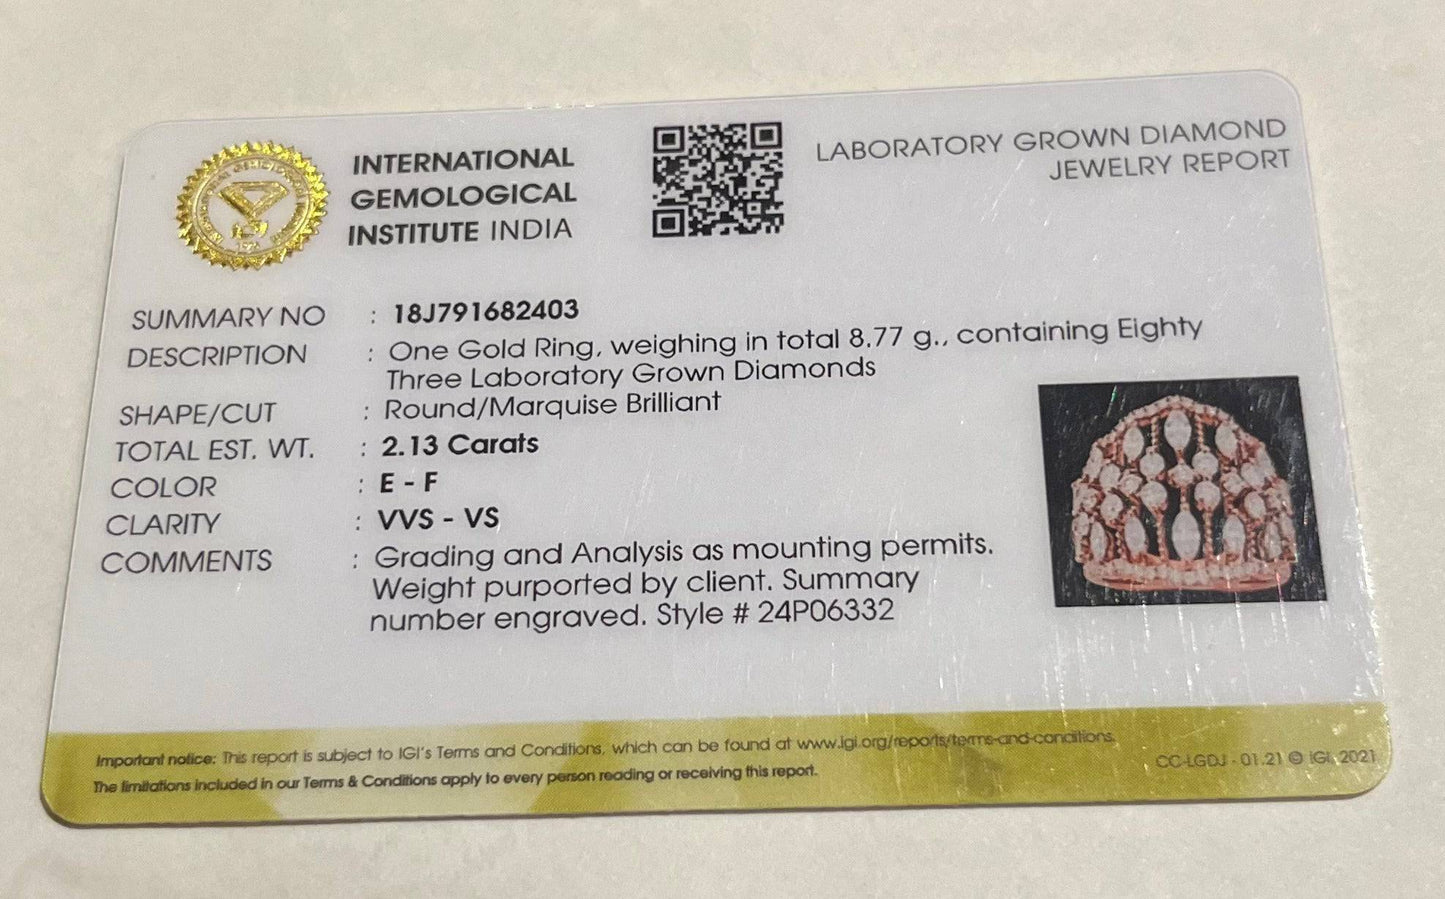 INTERNATIONAL
GEMOLOGICAL
INSTITUTE INDIA
LABORATORY GROWN DIAMOND
JEWELRY REPORT
SUMMARY NO : 18J791682403
DESCRIPTION : One Gold Ring, weighing in total 8.77 g., containing Eighty
Three Laboratory Grown Diamonds
SHAPE/CUT : Round/Marquise Brilliant
TOTAL EST. WT. : 2.13 Carats
COLOR : E - F
CLARITY : VVS - VS
COMMENTS : Grading and Analysis as mounting permits.
Weight purported by client. Summary
number engraved. Style # 24P06332
Important notice: This report is subject to IGI's Terms and Conditions, which can be found at www.igi.org/reports/terms-and-conditions.
The limitations included in our Terms & Conditions apply to every person reading or receiving this report.
CC-LGDJ - 01.21 © IGI, 2021